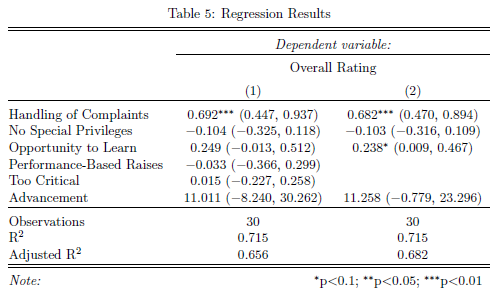 Table 5: Regression Results
Dependent variable:
Overall Rating
(1) (2)
Handling of Complaints 0.692*** (0.447, 0.937) 0.682*** (0.470, 0.894)
No Special Privileges −0.104 (−0.325, 0.118) −0.103 (−0.316, 0.109)
Opportunity to Learn 0.249 (−0.013, 0.512) 0.238* (0.009, 0.467)
Performance-Based Raises −0.033 (−0.366, 0.299)
Too Critical 0.015 (−0.227, 0.258)
Advancement 11.011 (−8.240, 30.262) 11.258 (−0.779, 23.296)
Observations 30 30
R² 0.715 0.715
Adjusted R² 0.656 0.682
Note: *p<0.1; **p<0.05; ***p<0.01